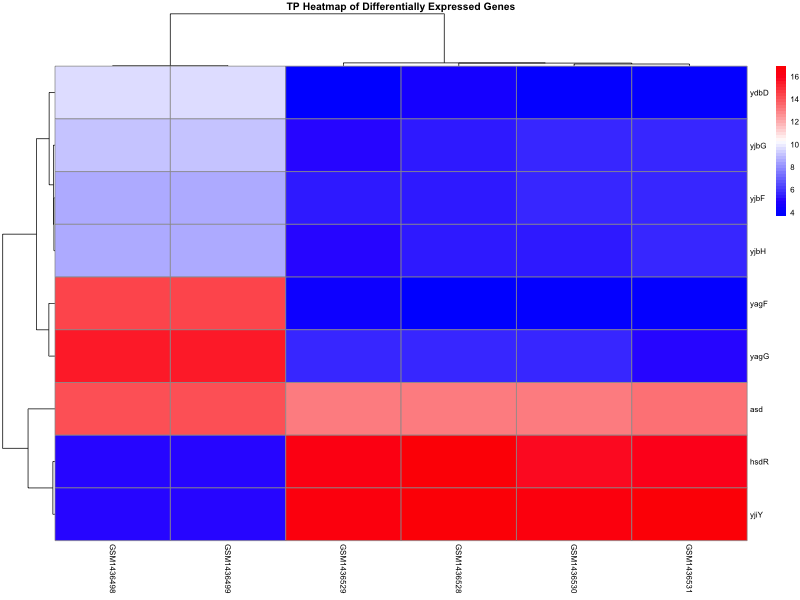 TP Heatmap of Differentially Expressed Genes
ydbD
yjbG
yjbF
yjbH
yagF
yagG
asd
hsdR
yjiY
16
14
12
10
8
6
4
GSM1436498
GSM1436499
GSM1436529
GSM1436528
GSM1436530
GSM1436531